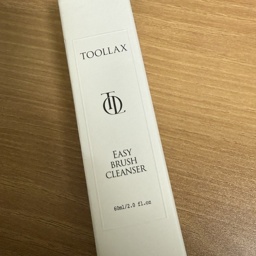 TOOLLAX
EASY
BRUSH
CLEANSER
60ml/2.0 fl.oz